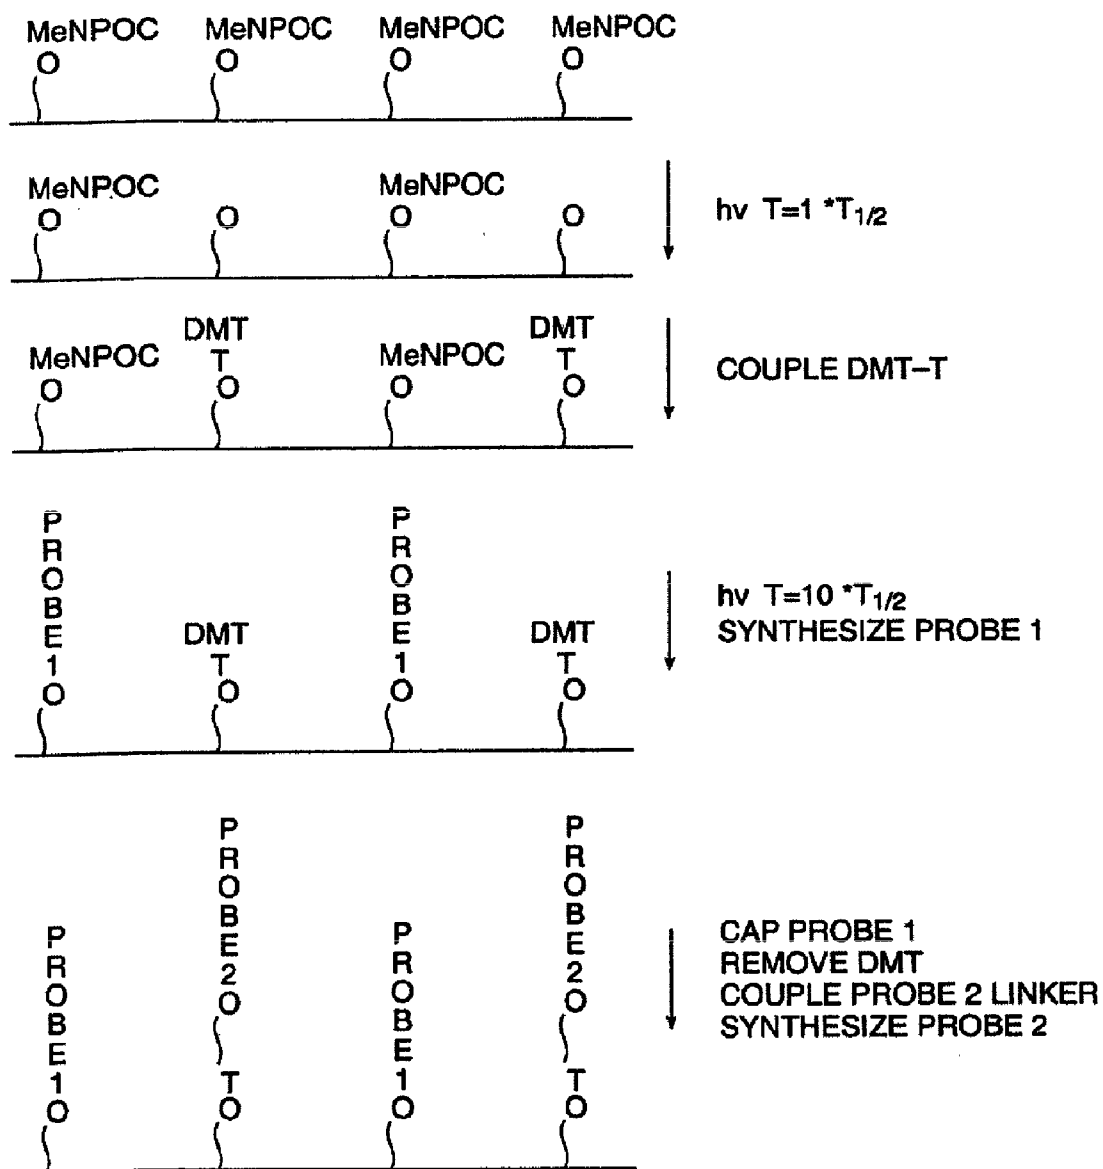 MeNPOC MeNPOC MeNPOC MeNPOC
O O O O
MeNPOC MeNPOC
O O O O
hν T=1 *T1/2
DMT DMT
MeNPOC T MeNPOC T
O O O O
COUPLE DMT–T
PROBE1O
DMT
T
O
PROBE1O
DMT
T
O
hν T=10 *T1/2
SYNTHESIZE PROBE 1
PROBE1O
PROBE2O
TO
PROBE1O
PROBE2O
TO
CAP PROBE 1
REMOVE DMT
COUPLE PROBE 2 LINKER
SYNTHESIZE PROBE 2